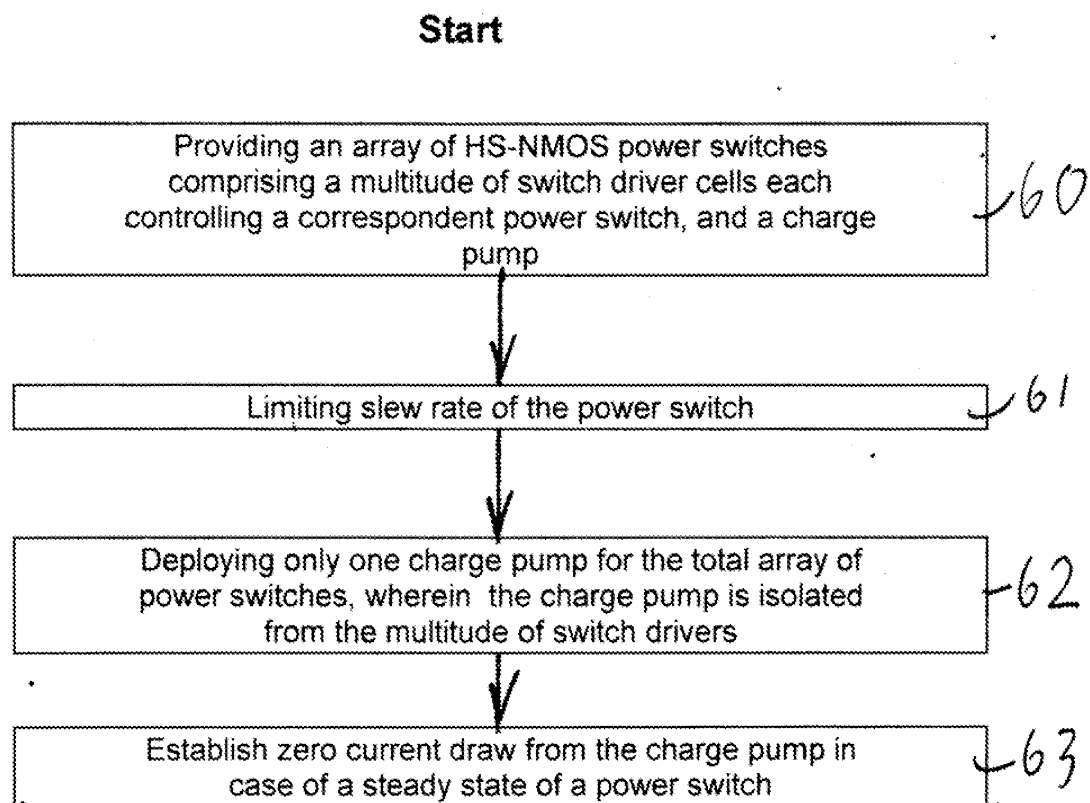 Start
Providing an array of HS-NMOS power switches
comprising a multitude of switch driver cells each
controlling a correspondent power switch, and a charge
pump
60
Limiting slew rate of the power switch
61
Deploying only one charge pump for the total array of
power switches, wherein the charge pump is isolated
from the multitude of switch drivers
62
Establish zero current draw from the charge pump in
case of a steady state of a power switch
63